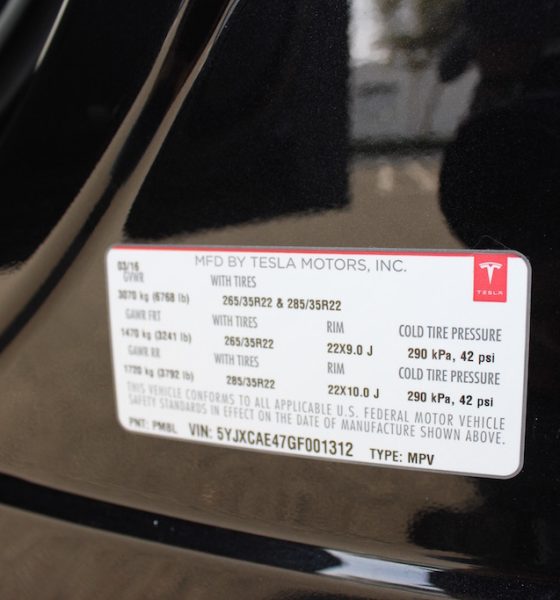 MFD BY TESLA MOTORS, INC.
TESLA
03/16
GVWR WITH TIRES
3070 kg (6768 lb) 265/35R22 & 285/35R22
GAWR FRT WITH TIRES RIM COLD TIRE PRESSURE
1470 kg (3241 lb) 265/35R22 22X9.0 J 290 kPa, 42 psi
GAWR RR WITH TIRES RIM COLD TIRE PRESSURE
1720 kg (3792 lb) 285/35R22 22X10.0 J 290 kPa, 42 psi
THIS VEHICLE CONFORMS TO ALL APPLICABLE U.S. FEDERAL MOTOR VEHICLE
SAFETY STANDARDS IN EFFECT ON THE DATE OF MANUFACTURE SHOWN ABOVE.
PNT: PMBL VIN: 5YJXCAE47GF001312 TYPE: MPV